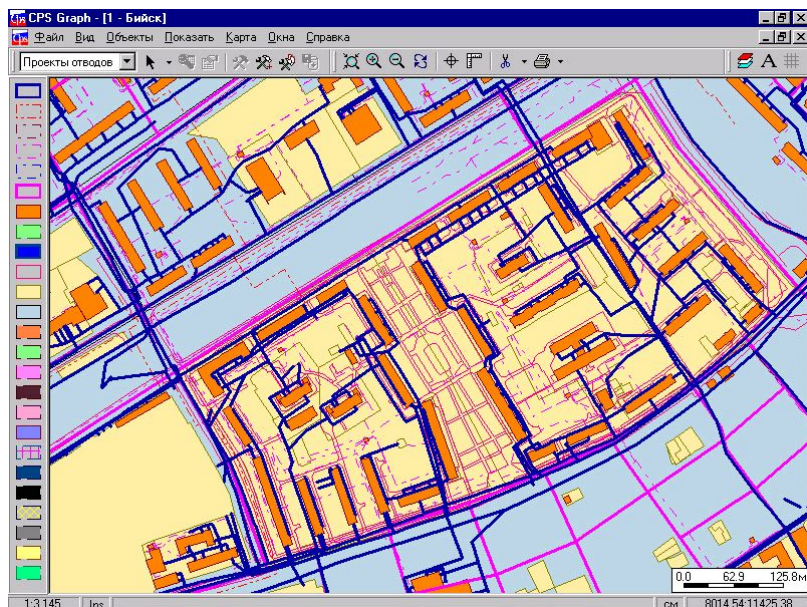 CPS Graph - [1 - Бийск]
Файл Вид Объекты Показать Карта Окна Справка
Проекты отводов
A
0.0 62.9 125.8м
1:3 145 Ins см 8014.54:11425.38